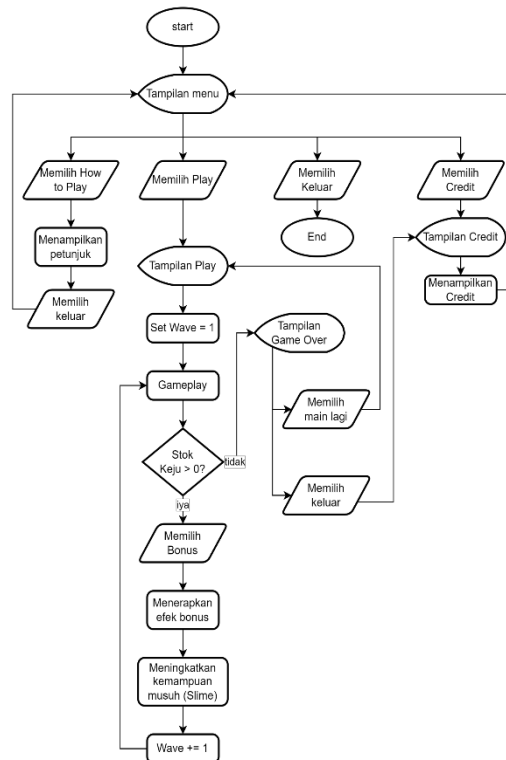 start
Tampilan menu
Memilih How
to Play
Memilih Play
Memilih
Keluar
Memilih
Credit
Menampilkan
petunjuk
End
Tampilan Credit
Tampilan Play
Memilih
keluar
Menampilkan
Credit
Set Wave = 1
Tampilan
Game Over
Gameplay
Memilih
main lagi
Stok
Keju > 0?
tidak
Memilih
keluar
iya
Memilih
Bonus
Menerapkan
efek bonus
Meningkatkan
kemampuan
musuh (Slime)
Wave += 1